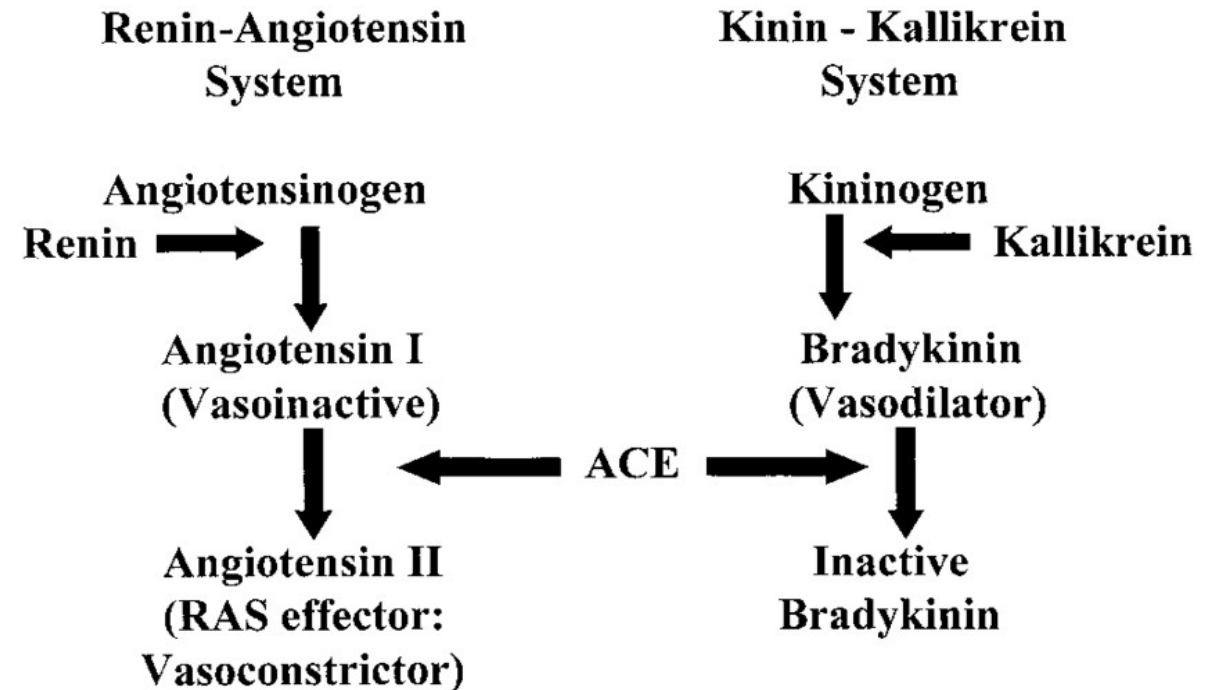 Renin-Angiotensin
System
Kinin - Kallikrein
System
Angiotensinogen
Renin
Angiotensin I
(Vasoinactive)
Kininogen
Kallikrein
Bradykinin
(Vasodilator)
ACE
Angiotensin II
(RAS effector:
Vasoconstrictor)
Inactive
Bradykinin